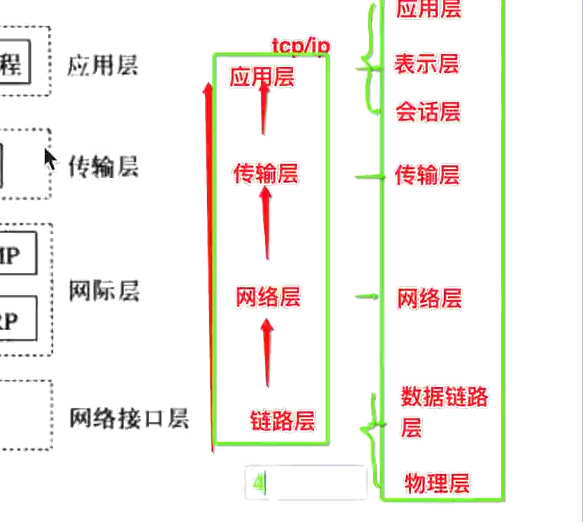 程
应用层
传输层
MP
网际层
RP
网络接口层
tcp/ip
应用层
传输层
网络层
链路层
4
应用层
表示层
会话层
传输层
网络层
数据链路
层
物理层